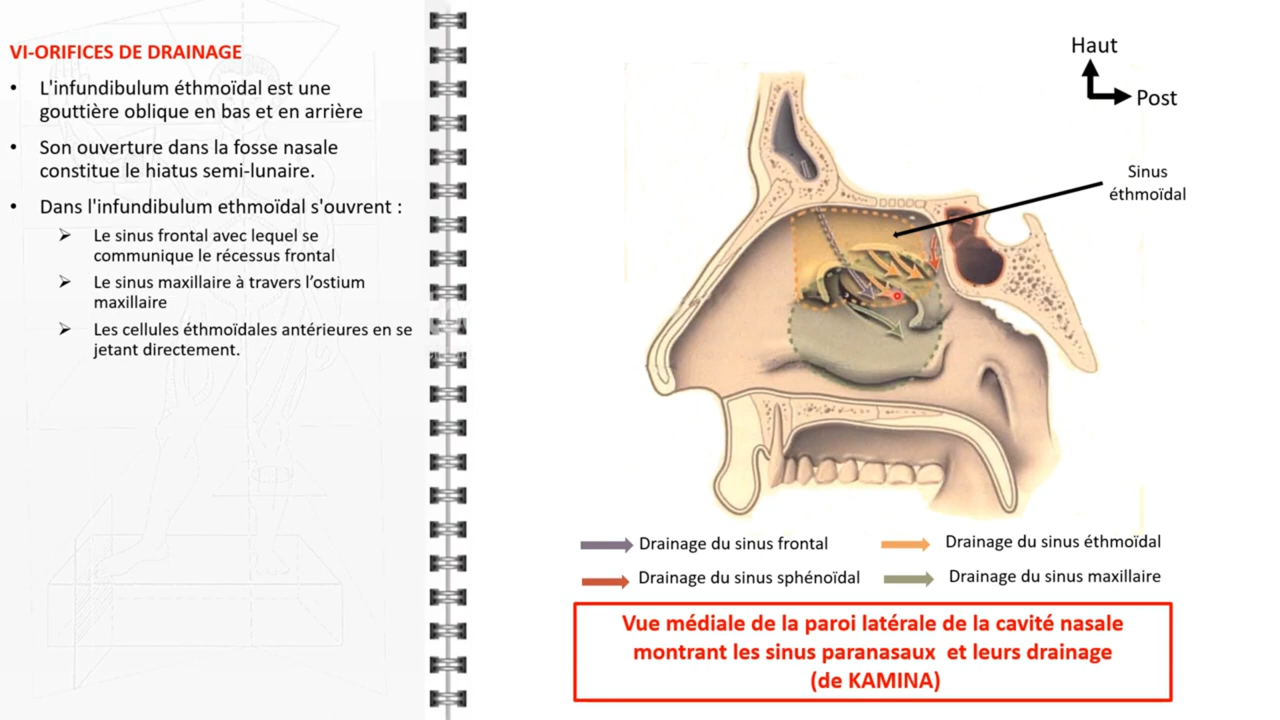 VI-ORIFICES DE DRAINAGE
• L'infundibulum éthmoïdal est une
gouttière oblique en bas et en arrière
• Son ouverture dans la fosse nasale
constitue le hiatus semi-lunaire.
• Dans l'infundibulum ethmoïdal s'ouvrent :
Le sinus frontal avec lequel se
communique le récessus frontal
Le sinus maxillaire à travers l’ostium
maxillaire
Les cellules éthmoïdales antérieures en se
jetant directement.
Haut
Post
Sinus
éthmoïdal
Drainage du sinus frontal
Drainage du sinus éthmoïdal
Drainage du sinus sphénoïdal
Drainage du sinus maxillaire
Vue médiale de la paroi latérale de la cavité nasale
montrant les sinus paranasaux et leurs drainage
(de KAMINA)